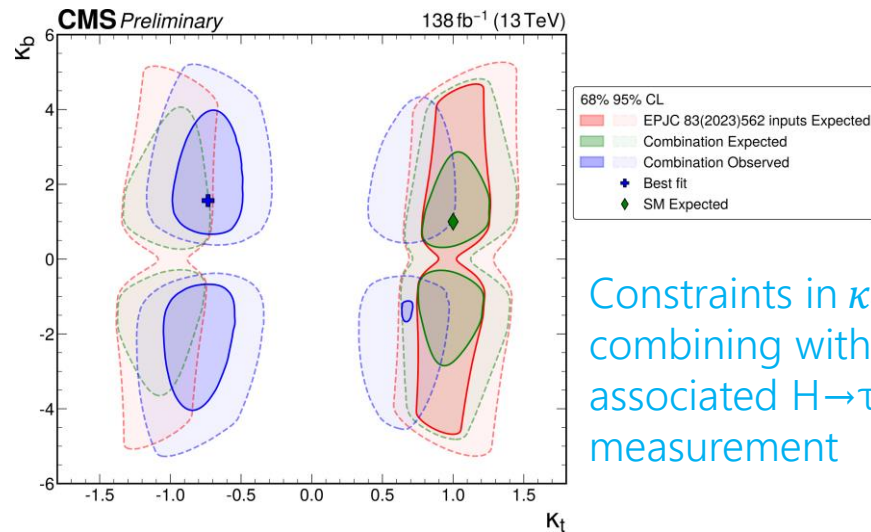 CMS Preliminary 138 fb⁻¹ (13 TeV)
κb
6
4
2
0
-2
-4
-6
-1.5 -1.0 -0.5 0.0 0.5 1.0 1.5
κt
68% 95% CL
EPJC 83(2023)562 inputs Expected
Combination Expected
Combination Observed
Best fit
SM Expected
Constraints in κ
combining with
associated H→τ
measurement